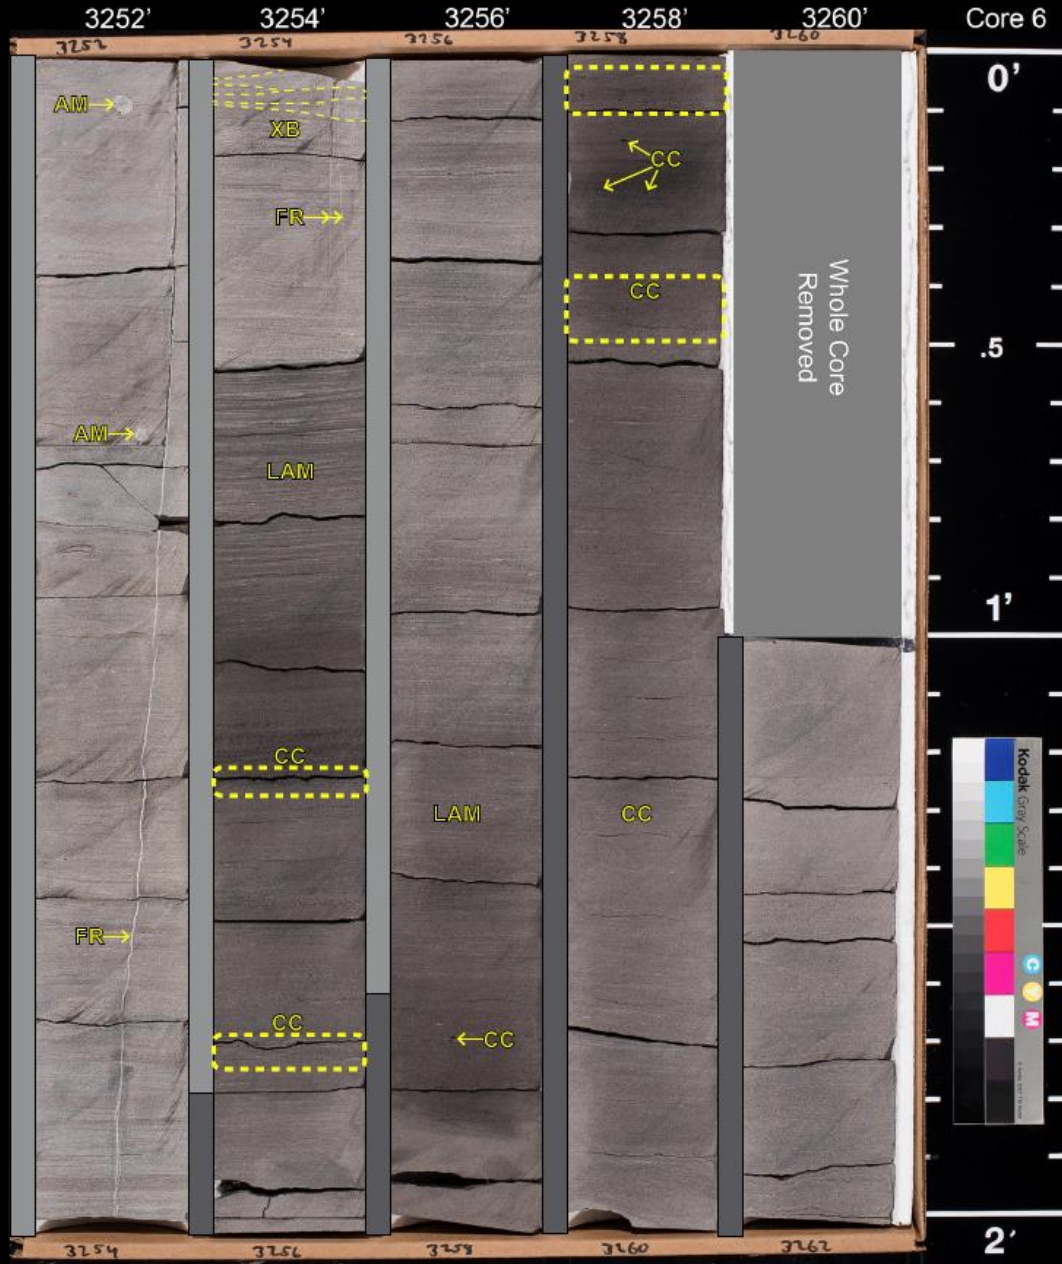 3252' 3254' 3256' 3258' 3260' Core 6
3252 3254 3256 3258 3260
0'
AM
XB
CC
FR
Whole Core
Removed
CC
.5
AM
LAM
1'
CC
Kodak Gray Scale
LAM
CC
FR
C
Y
M
CC
CC
2'
3254 3256 3258 3260 3262